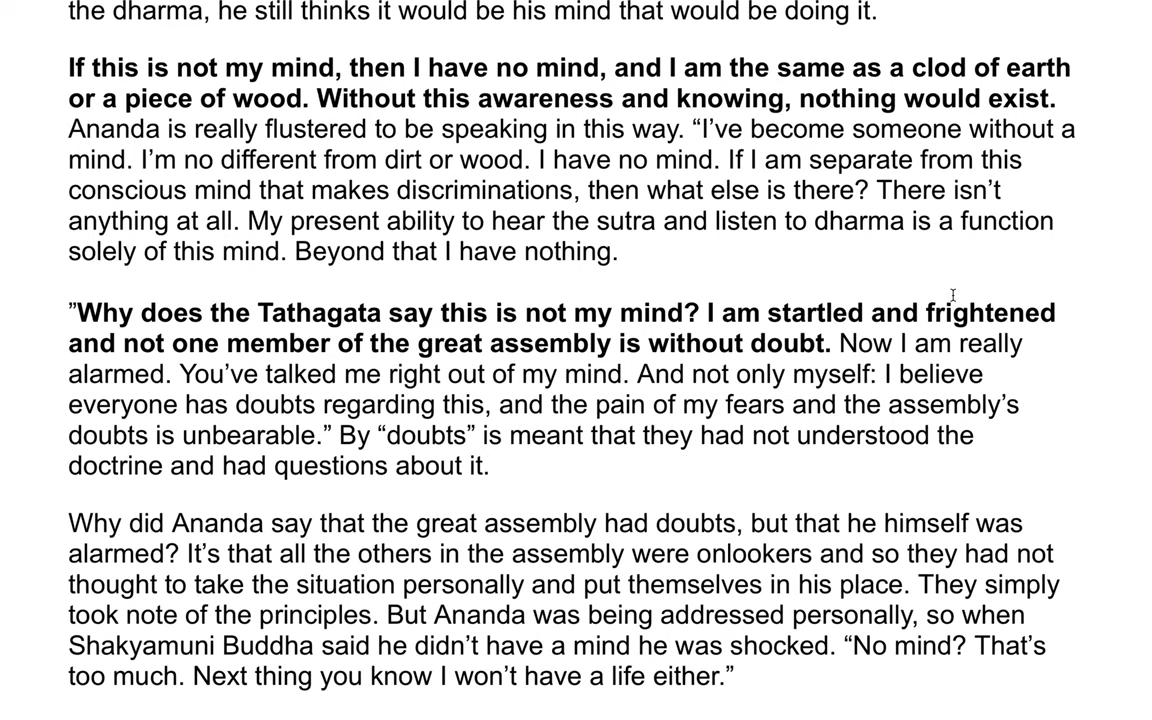 the dharma, he still thinks it would be his mind that would be doing it.
If this is not my mind, then I have no mind, and I am the same as a clod of earth
or a piece of wood. Without this awareness and knowing, nothing would exist.
Ananda is really flustered to be speaking in this way. “I’ve become someone without a
mind. I’m no different from dirt or wood. I have no mind. If I am separate from this
conscious mind that makes discriminations, then what else is there? There isn’t
anything at all. My present ability to hear the sutra and listen to dharma is a function
solely of this mind. Beyond that I have nothing.
”Why does the Tathagata say this is not my mind? I am startled and frightened
and not one member of the great assembly is without doubt. Now I am really
alarmed. You’ve talked me right out of my mind. And not only myself: I believe
everyone has doubts regarding this, and the pain of my fears and the assembly’s
doubts is unbearable.” By “doubts” is meant that they had not understood the
doctrine and had questions about it.
Why did Ananda say that the great assembly had doubts, but that he himself was
alarmed? It’s that all the others in the assembly were onlookers and so they had not
thought to take the situation personally and put themselves in his place. They simply
took note of the principles. But Ananda was being addressed personally, so when
Shakyamuni Buddha said he didn’t have a mind he was shocked. “No mind? That’s
too much. Next thing you know I won’t have a life either.”